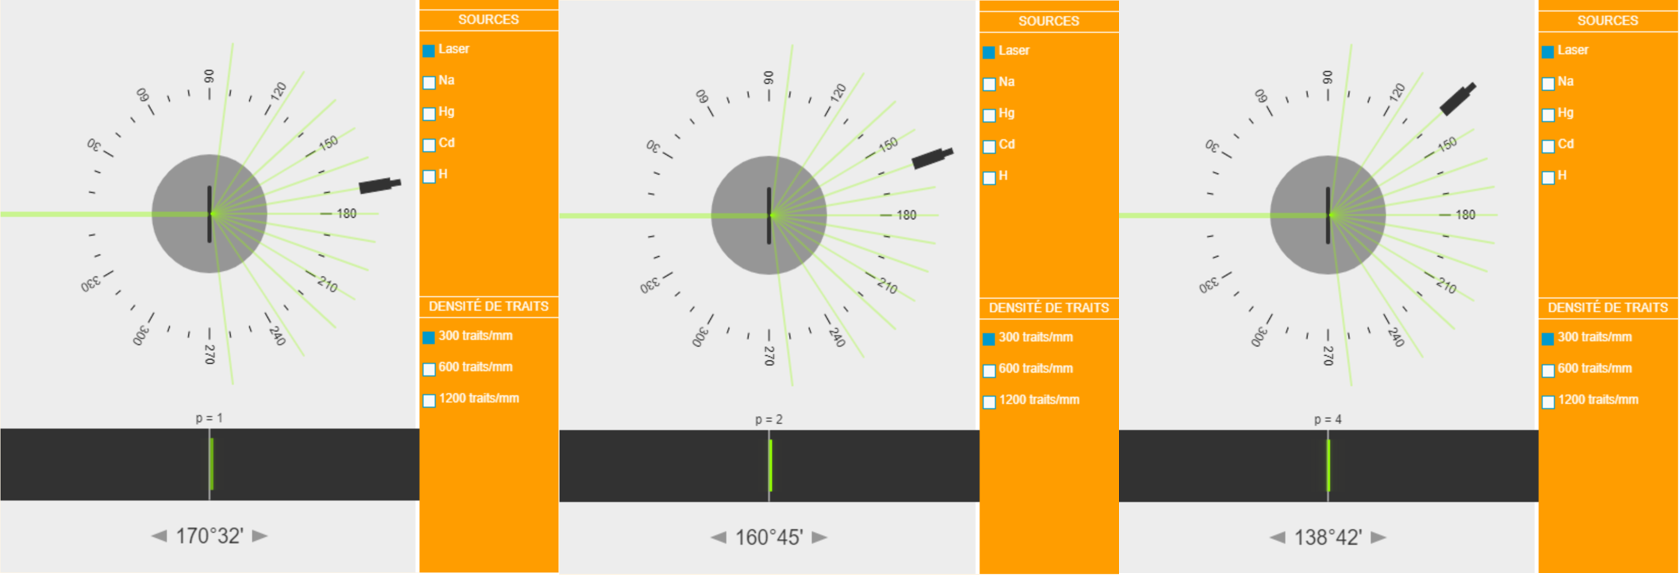 SOURCES
Laser
Na
Hg
Cd
H
DENSITÉ DE TRAITS
300 traits/mm
600 traits/mm
1200 traits/mm
30
60
90
120
150
180
210
240
270
300
330
p = 1
170°32'
SOURCES
Laser
Na
Hg
Cd
H
DENSITÉ DE TRAITS
300 traits/mm
600 traits/mm
1200 traits/mm
30
60
90
120
150
180
210
240
270
300
330
p = 2
160°45'
SOURCES
Laser
Na
Hg
Cd
H
DENSITÉ DE TRAITS
300 traits/mm
600 traits/mm
1200 traits/mm
30
60
90
120
150
180
210
240
270
300
330
p = 4
138°42'